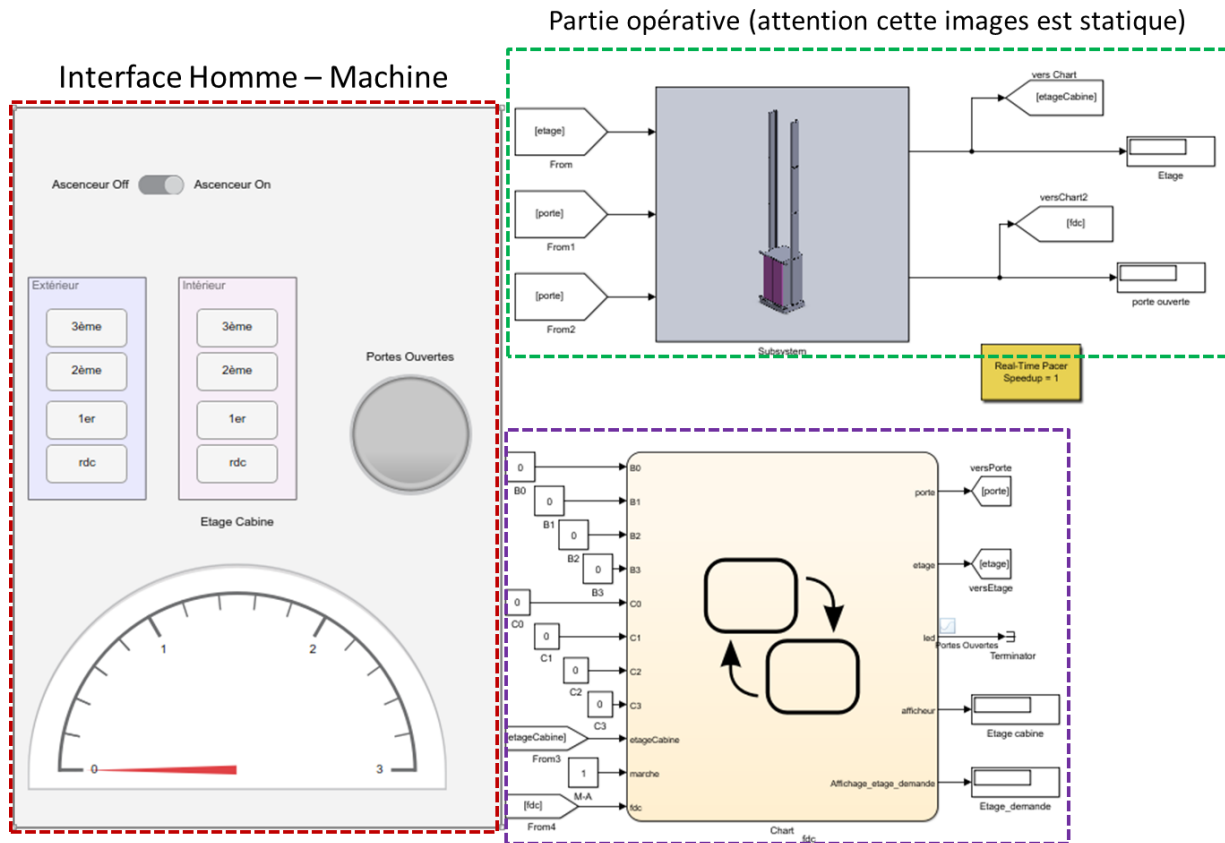 Partie opérative (attention cette images est statique)
Interface Homme – Machine
Ascenceur Off
Ascenceur On
Extérieur
3ème
2ème
1er
rdc
Intérieur
3ème
2ème
1er
rdc
Portes Ouvertes
Etage Cabine
0
1
2
3
[etage]
From
[porte]
From1
[porte]
From2
Subsystem
vers Chart
[etageCabine]
Etage
versChart2
[fdc]
porte ouverte
Real-Time Pacer
Speedup = 1
0
B0
0
B1
0
B2
0
B3
0
C0
0
C1
0
C2
0
C3
[etageCabine]
From3
1
M-A
[fdc]
From4
B0
B1
B2
B3
C0
C1
C2
C3
etageCabine
marche
fdc
porte
etage
led
afficheur
Affichage_etage_demande
Chart
fdc
versPorte
[porte]
[etage]
versEtage
Portes Ouvertes
Terminator
Etage cabine
Etage_demande